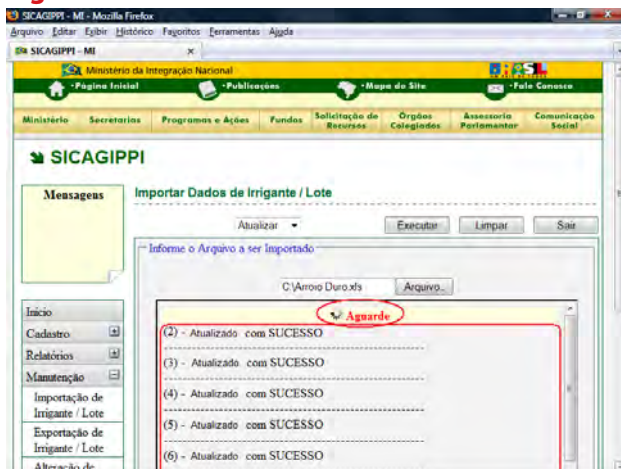 SICAGIPPI - MI - Mozilla Firefox
Arquivo Editar Exibir Histórico Favoritos Ferramentas Ajuda
SICAGIPPI - MI
Ministério da Integração Nacional
BRASIL
Página Inicial
Publicações
Mapa do Site
Fale Conosco
Ministério
Secretarias
Programas e Ações
Fundos
Solicitação de Recursos
Órgãos Colegiados
Assessoria Parlamentar
Comunicação Social
SICAGIPPI
Mensagens
Importar Dados de Irrigante / Lote
Atualizar
Executar
Limpar
Sair
Informe o Arquivo a ser Importado
C:\Arroio Duro.xls
Arquivo...
Aguarde
Início
Cadastro
Relatórios
Manutenção
Importação de
Irrigante / Lote
Exportação de
Irrigante / Lote
Alteração de
(2) - Atualizado com SUCESSO
(3) - Atualizado com SUCESSO
(4) - Atualizado com SUCESSO
(5) - Atualizado com SUCESSO
(6) - Atualizado com SUCESSO